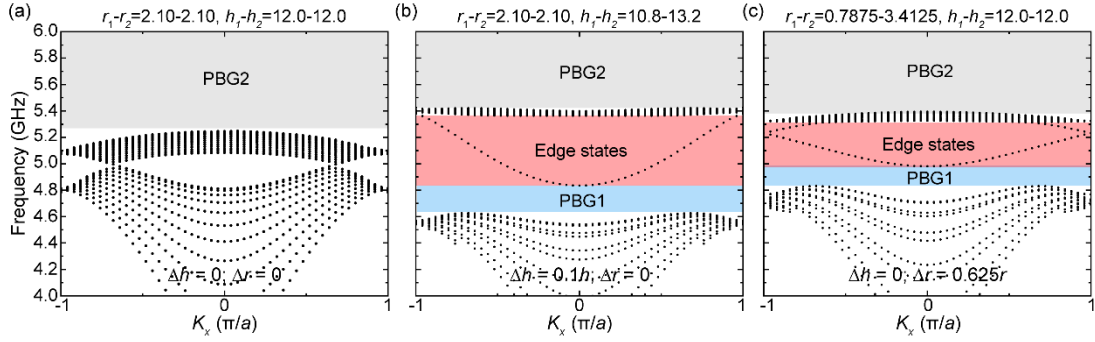 (a) r₁-r₂=2.10-2.10, h₁-h₂=12.0-12.0
6.0
5.8
5.6
5.4
5.2
5.0
4.8
4.6
4.4
4.2
4.0
Frequency (GHz)
PBG2
Δh = 0; Δr = 0
-1 0 1
Kₓ (π/a)
(b) r₁-r₂=2.10-2.10, h₁-h₂=10.8-13.2
PBG2
Edge states
PBG1
Δh = 0.1h; Δr = 0
-1 0 1
Kₓ (π/a)
(c) r₁-r₂=0.7875-3.4125, h₁-h₂=12.0-12.0
PBG2
Edge states
PBG1
Δh = 0; Δr = 0.625r
-1 0 1
Kₓ (π/a)